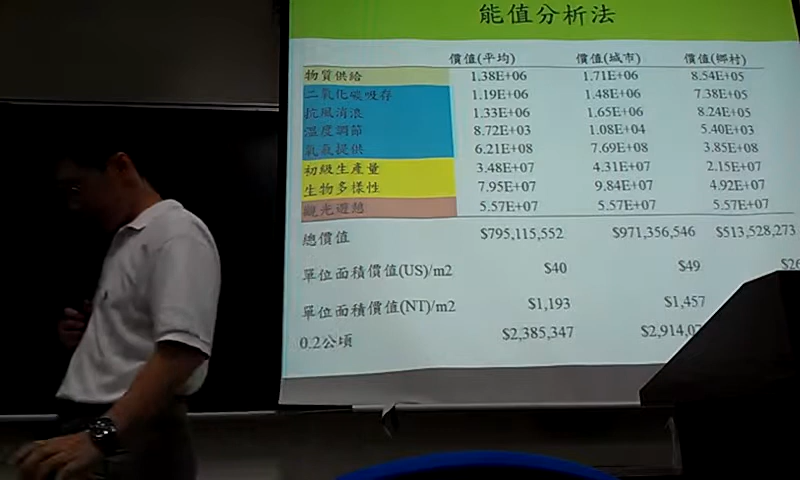 能值分析法
價值(平均) 價值(城市) 價值(鄉村)
物質供給 1.38E+06 1.71E+06 8.54E+05
二氧化碳吸存 1.19E+06 1.48E+06 7.38E+05
抗風消浪 1.33E+06 1.65E+06 8.24E+05
溫度調節 8.72E+03 1.08E+04 5.40E+03
氧氣提供 6.21E+08 7.69E+08 3.85E+08
初級生產量 3.48E+07 4.31E+07 2.15E+07
生物多樣性 7.95E+07 9.84E+07 4.92E+07
觀光遊憩 5.57E+07 5.57E+07 5.57E+07
總價值 $795,115,552 $971,356,546 $513,528,273
單位面積價值(US)/m2 $40 $49
單位面積價值(NT)/m2 $1,193 $1,457
0.2公頃 $2,385,347